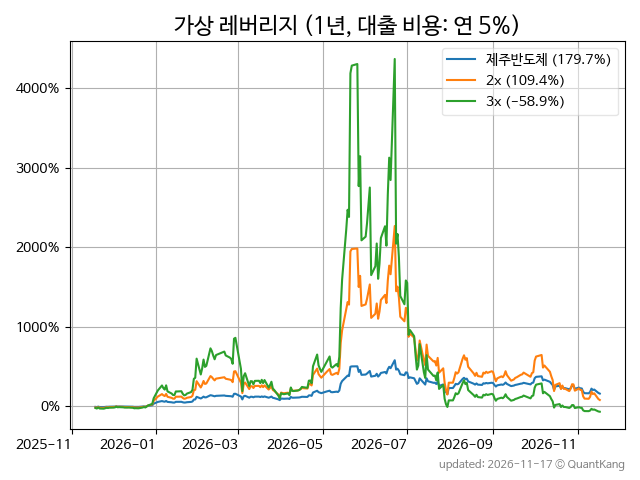 가상 레버리지 (1년, 대출 비용: 연 5%)
제주반도체 (179.7%)
2x (109.4%)
3x (-58.9%)
4000%
3000%
2000%
1000%
0%
2025-11
2026-01
2026-03
2026-05
2026-07
2026-09
2026-11
updated: 2026-11-17 © QuantKang